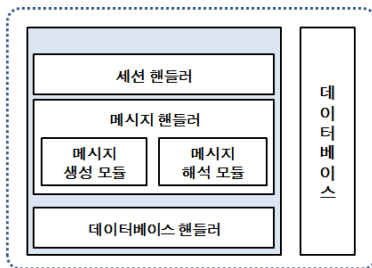 세션 핸들러
메시지 핸들러
메시지
생성 모듈
메시지
해석 모듈
데이터베이스 핸들러
데이터베이스